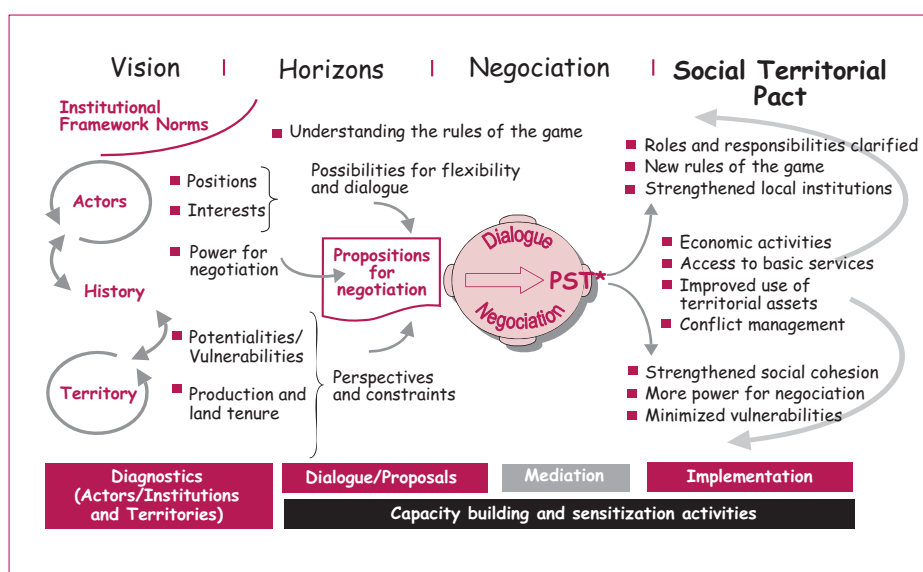 Vision
Horizons
Negociation
Social Territorial
Pact
Institutional
Framework Norms
Understanding the rules of the game
Actors
Positions
Interests
Possibilities for flexibility
and dialogue
Power for
negotiation
History
Propositions
for
negotiation
Dialogue
PST*
Negociation
Roles and responsibilities clarified
New rules of the game
Strengthened local institutions
Economic activities
Access to basic services
Improved use of
territorial assets
Conflict management
Potentialities/
Vulnerabilities
Territory
Production and
land tenure
Perspectives
and constraints
Strengthened social cohesion
More power for negotiation
Minimized vulnerabilities
Diagnostics
(Actors/Institutions
and Territories)
Dialogue/Proposals
Mediation
Implementation
Capacity building and sensitization activities